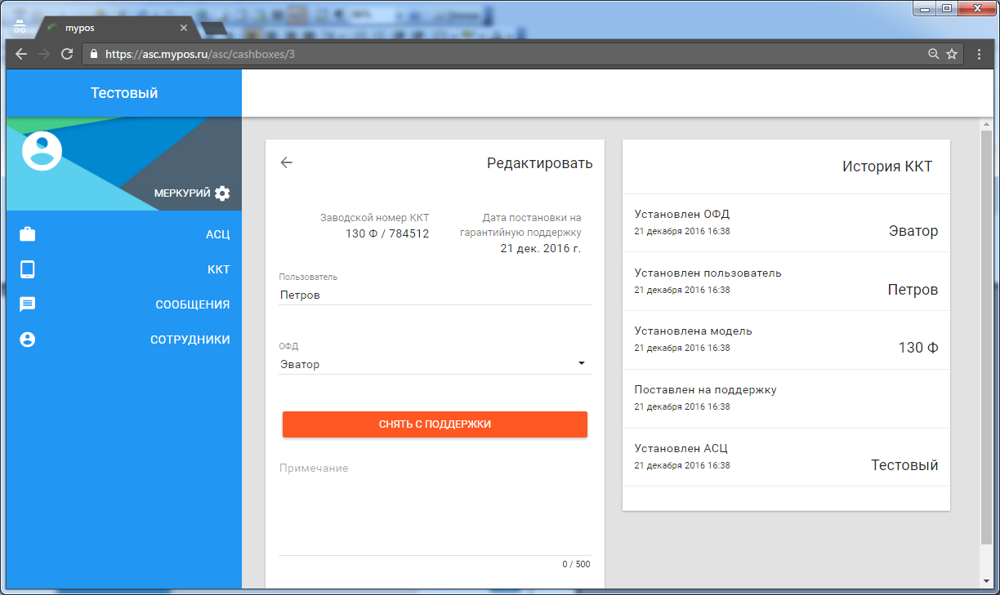 mypos
https://asc.mypos.ru/asc/cashboxes/3
Тестовый
МЕРКУРИЙ
АСЦ
ККТ
СООБЩЕНИЯ
СОТРУДНИКИ
Редактировать
Заводской номер ККТ
130 Ф / 784512
Дата постановки на
гарантийную поддержку
21 дек. 2016 г.
Пользователь
Петров
ОФД
Эватор
СНЯТЬ С ПОДДЕРЖКИ
Примечание
0 / 500
История ККТ
Установлен ОФД
21 декабря 2016 16:38
Эватор
Установлен пользователь
21 декабря 2016 16:38
Петров
Установлена модель
21 декабря 2016 16:38
130 Ф
Поставлен на поддержку
21 декабря 2016 16:38
Установлен АСЦ
21 декабря 2016 16:38
Тестовый